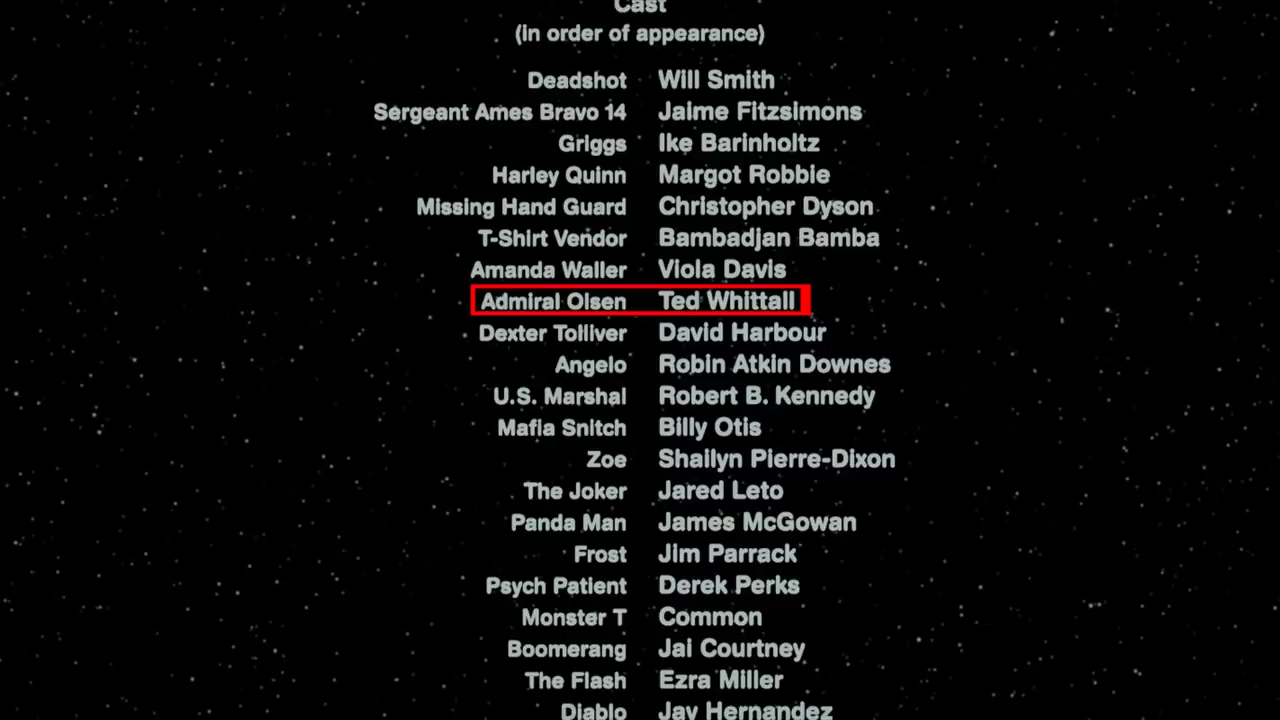 Cast
(in order of appearance)
Deadshot Will Smith
Sergeant Ames Bravo 14 Jaime Fitzsimons
Griggs Ike Barinholtz
Harley Quinn Margot Robbie
Missing Hand Guard Christopher Dyson
T-Shirt Vendor Bambadjan Bamba
Amanda Waller Viola Davis
Admiral Olsen Ted Whittall
Dexter Tolliver David Harbour
Angelo Robin Atkin Downes
U.S. Marshal Robert B. Kennedy
Mafia Snitch Billy Otis
Zoe Shailyn Pierre-Dixon
The Joker Jared Leto
Panda Man James McGowan
Frost Jim Parrack
Psych Patient Derek Perks
Monster T Common
Boomerang Jai Courtney
The Flash Ezra Miller
Diablo Jay Hernandez